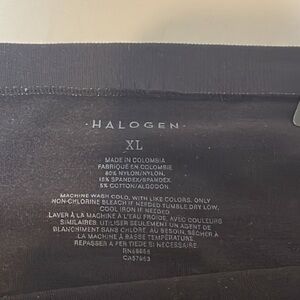 ·HALOGEN·
XL
MADE IN COLOMBIA
FABRIQUÉ EN COLOMBIE
80% NYLON/NYLON.
15% SPANDEX/SPANDEX.
5% COTTON/ALGODON.
MACHINE WASH COLD, WITH LIKE COLORS. ONLY
NON-CHLORINE BLEACH IF NEEDED TUMBLE DRY LOW,
COOL IRON IF NEEDED
LAVER À LA MACHINE À L'EAU FROIDE, AVEC COULEURS
SIMILAIRES. UTILISER SEULEMENT UN AGENT DE
BLANCHIMENT SANS CHLORE. AU BESOIN, SÉCHER À
LA MACHINE À BASSE TEMPÉRATURE.
REPASSER À FER TIÈDE SI NÉCESSAIRE.